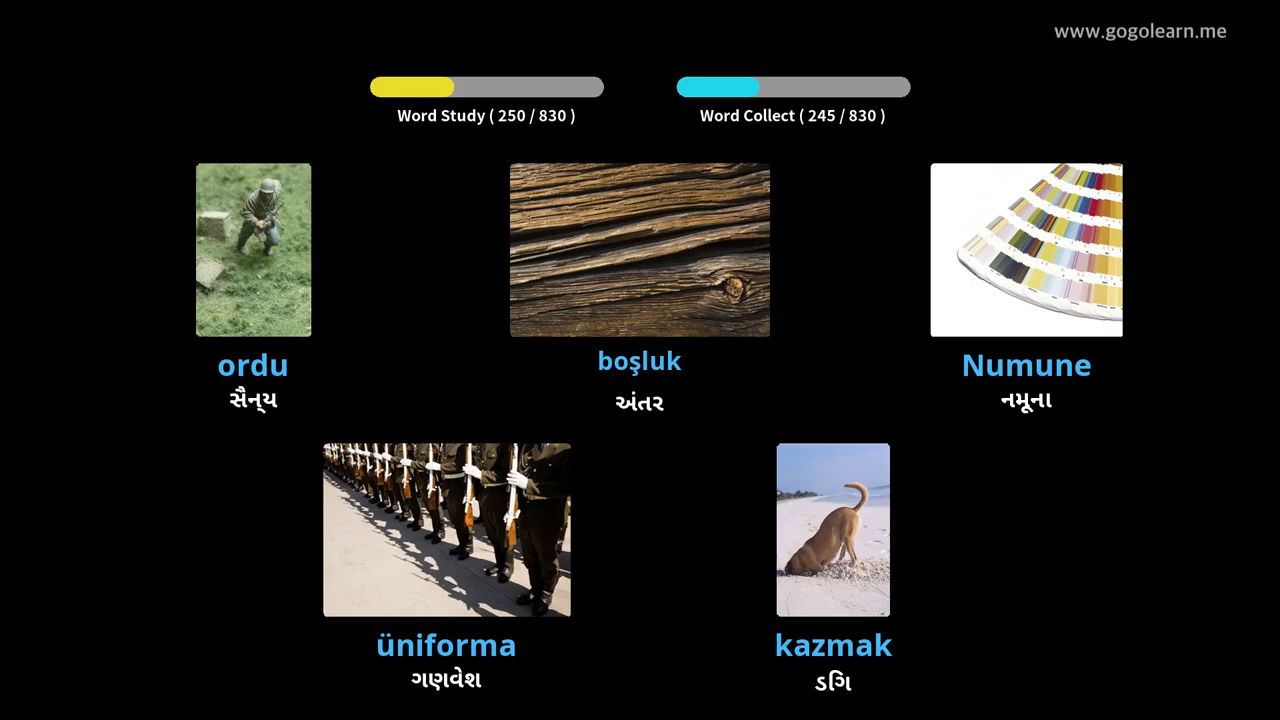 www.gogolearn.me
Word Study ( 250 / 830 )
Word Collect ( 245 / 830 )
ordu
સૈન્ય
boşluk
અંતર
Numune
નમૂના
üniforma
ગણવેશ
kazmak
ડગિ